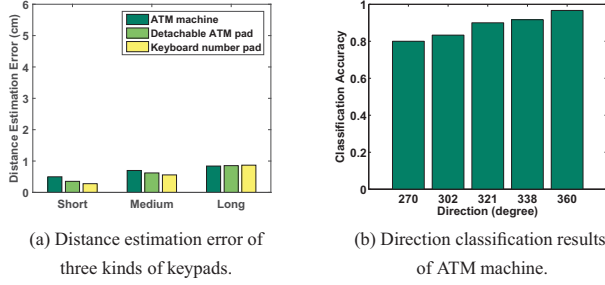 6
5
4
3
2
1
0
Distance Estimation Error (cm)
ATM machine
Detachable ATM pad
Keyboard number pad
Short Medium Long
(a) Distance estimation error of
three kinds of keypads.
1
0.8
0.6
0.4
0.2
0
Classification Accuracy
270 302 321 338 360
Direction (degree)
(b) Direction classification results
of ATM machine.